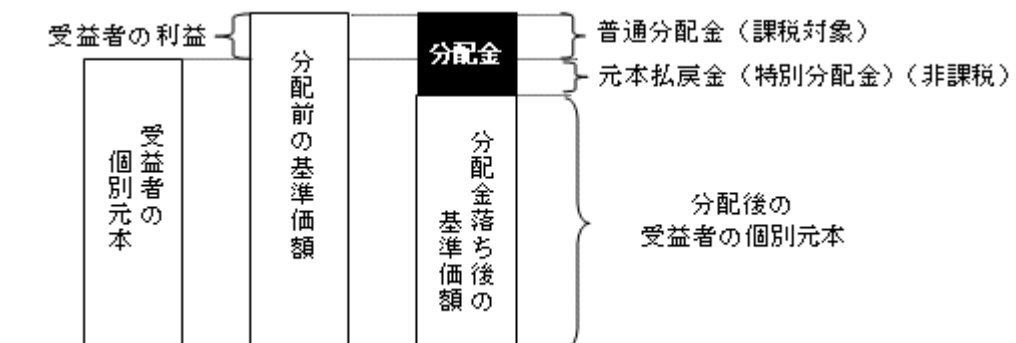 受益者の利益
分配金
普通分配金（課税対象）
元本払戻金（特別分配金）（非課税）
受益者の
個別元本
分配前の基準価額
分配金落ち後の
基準価額
分配後の
受益者の個別元本